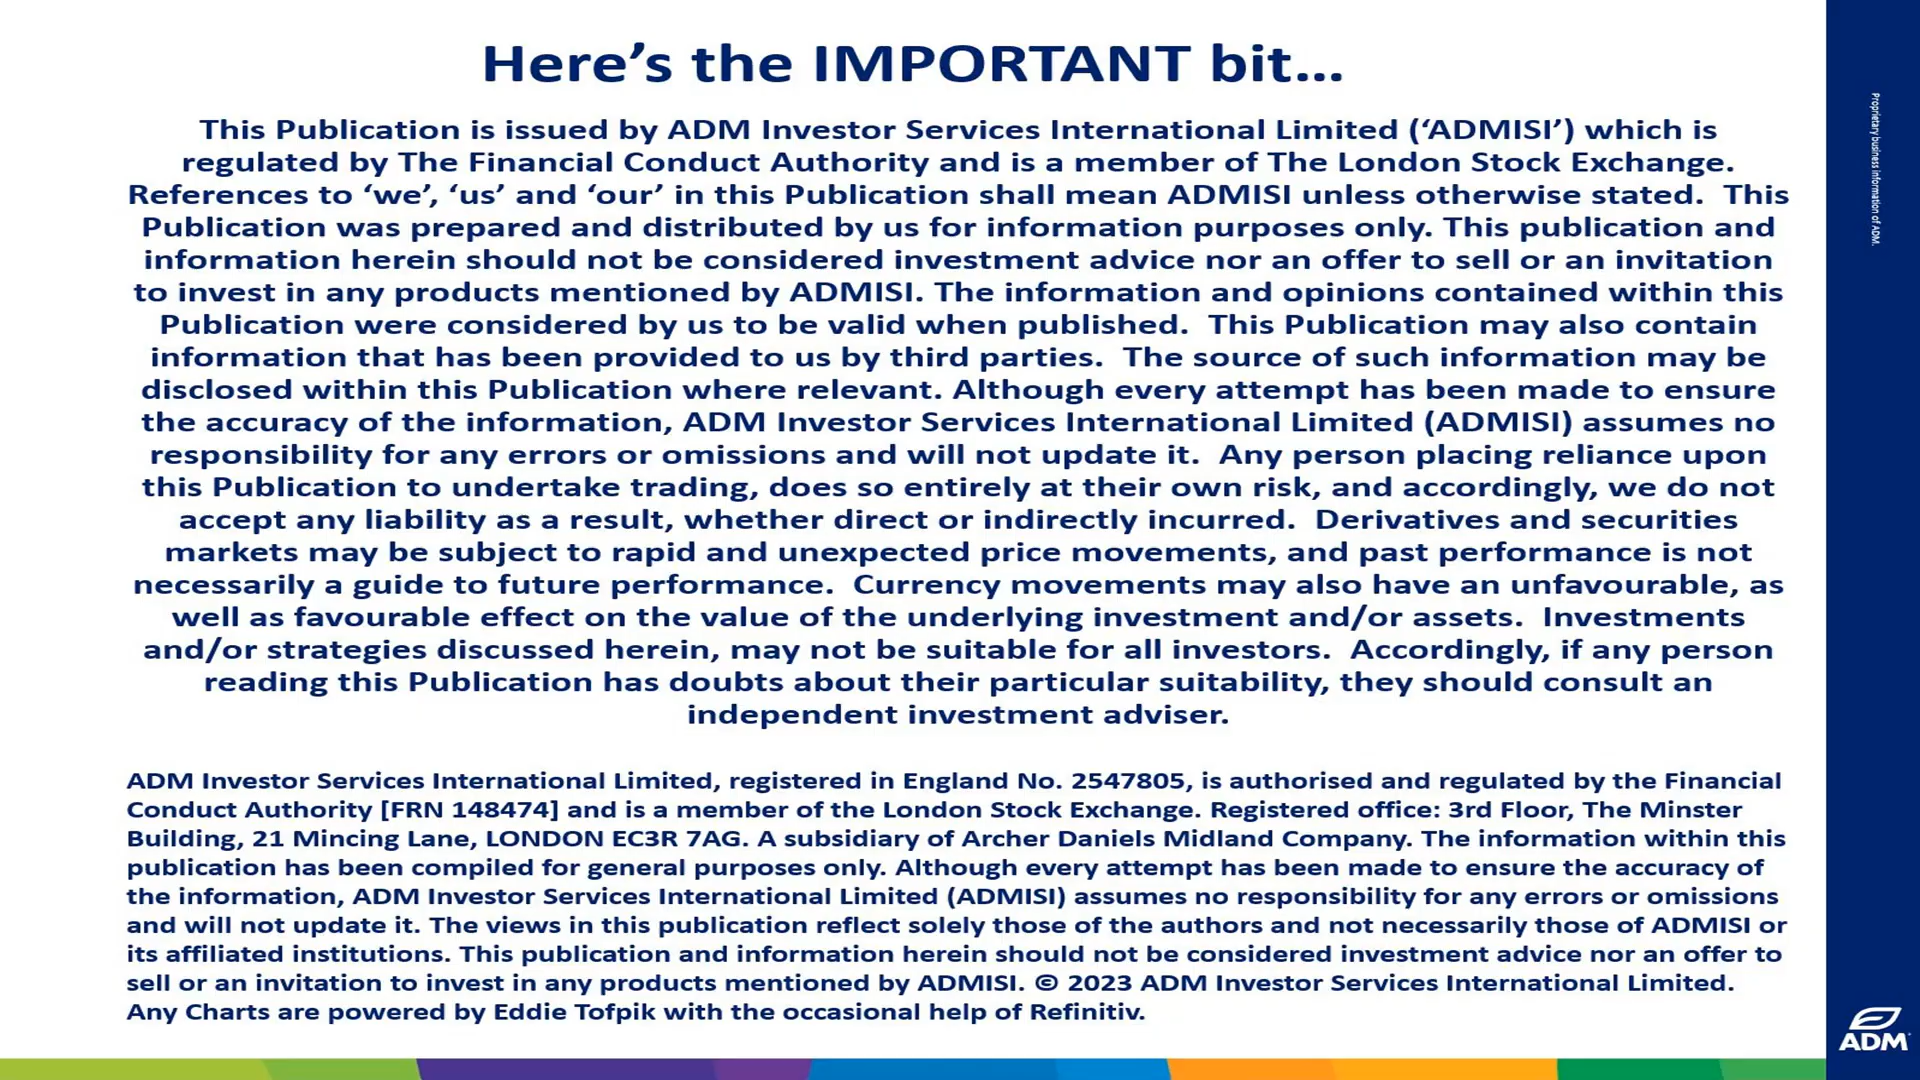 Here’s the IMPORTANT bit...
This Publication is issued by ADM Investor Services International Limited (‘ADMISI’) which is
regulated by The Financial Conduct Authority and is a member of The London Stock Exchange.
References to ‘we’, ‘us’ and ‘our’ in this Publication shall mean ADMISI unless otherwise stated.  This
Publication was prepared and distributed by us for information purposes only. This publication and
information herein should not be considered investment advice nor an offer to sell or an invitation
to invest in any products mentioned by ADMISI. The information and opinions contained within this
Publication were considered by us to be valid when published.  This Publication may also contain
information that has been provided to us by third parties.  The source of such information may be
disclosed within this Publication where relevant. Although every attempt has been made to ensure
the accuracy of the information, ADM Investor Services International Limited (ADMISI) assumes no
responsibility for any errors or omissions and will not update it.  Any person placing reliance upon
this Publication to undertake trading, does so entirely at their own risk, and accordingly, we do not
accept any liability as a result, whether direct or indirectly incurred.  Derivatives and securities
markets may be subject to rapid and unexpected price movements, and past performance is not
necessarily a guide to future performance.  Currency movements may also have an unfavourable, as
well as favourable effect on the value of the underlying investment and/or assets.  Investments
and/or strategies discussed herein, may not be suitable for all investors.  Accordingly, if any person
reading this Publication has doubts about their particular suitability, they should consult an
independent investment adviser.
ADM Investor Services International Limited, registered in England No. 2547805, is authorised and regulated by the Financial
Conduct Authority [FRN 148474] and is a member of the London Stock Exchange. Registered office: 3rd Floor, The Minster
Building, 21 Mincing Lane, LONDON EC3R 7AG. A subsidiary of Archer Daniels Midland Company. The information within this
publication has been compiled for general purposes only. Although every attempt has been made to ensure the accuracy of
the information, ADM Investor Services International Limited (ADMISI) assumes no responsibility for any errors or omissions
and will not update it. The views in this publication reflect solely those of the authors and not necessarily those of ADMISI or
its affiliated institutions. This publication and information herein should not be considered investment advice nor an offer to
sell or an invitation to invest in any products mentioned by ADMISI. © 2023 ADM Investor Services International Limited.
Any Charts are powered by Eddie Tofpik with the occasional help of Refinitiv.
Proprietary business information of ADM.
ADM